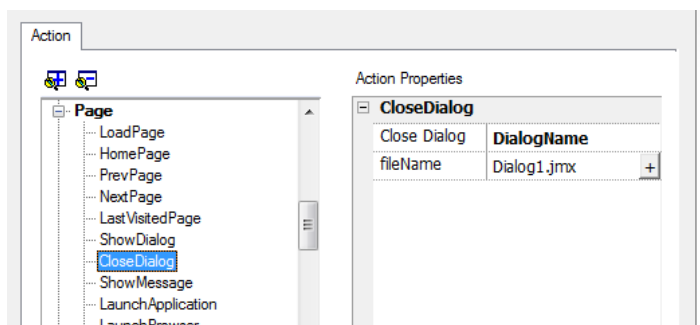 Action
Action Properties
Page
LoadPage
HomePage
PrevPage
NextPage
LastVisitedPage
ShowDialog
CloseDialog
ShowMessage
LaunchApplication
LaunchBrowser
CloseDialog
Close Dialog DialogName
fileName Dialog1.jmx +